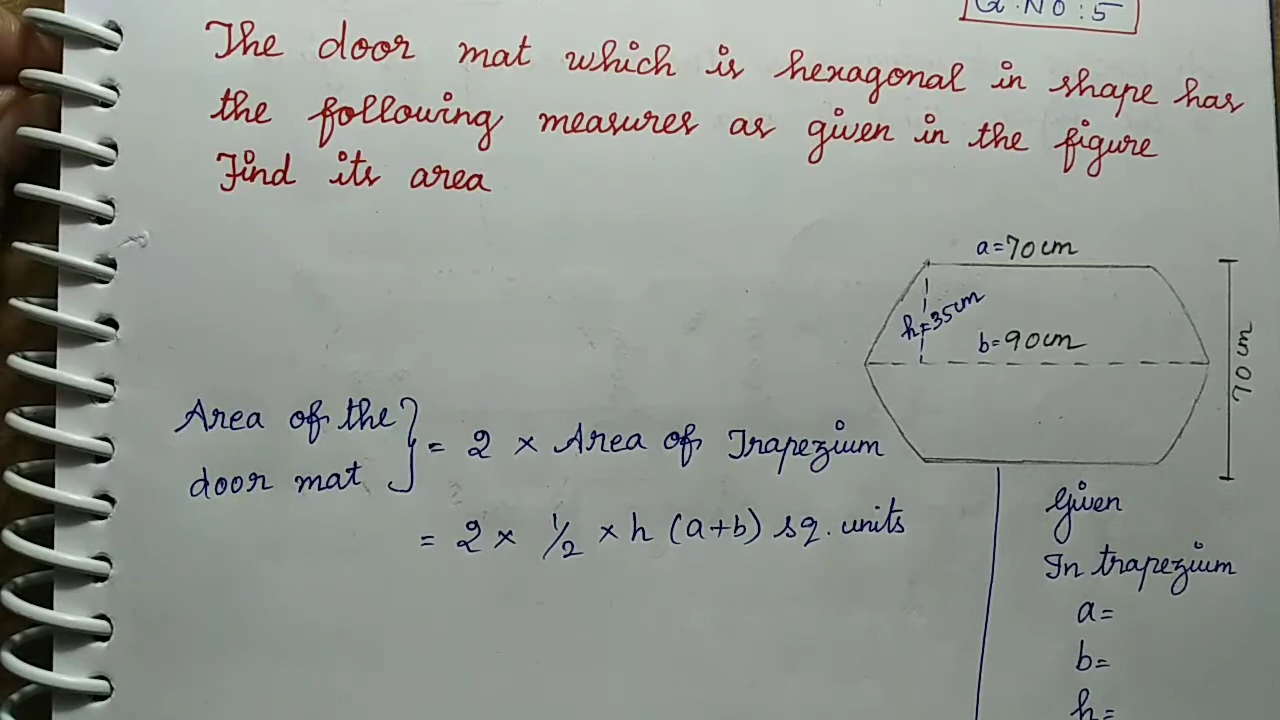 Q.NO:5
The door mat which is hexagonal in shape has
the following measures as given in the figure
Find its area
a=70cm
h=35cm
b=90cm
70cm
Area of the
door mat } = 2 × Area of Trapezium
= 2 × 1/2 × h (a+b) sq. units
Given
In trapezium
a=
b=
h=